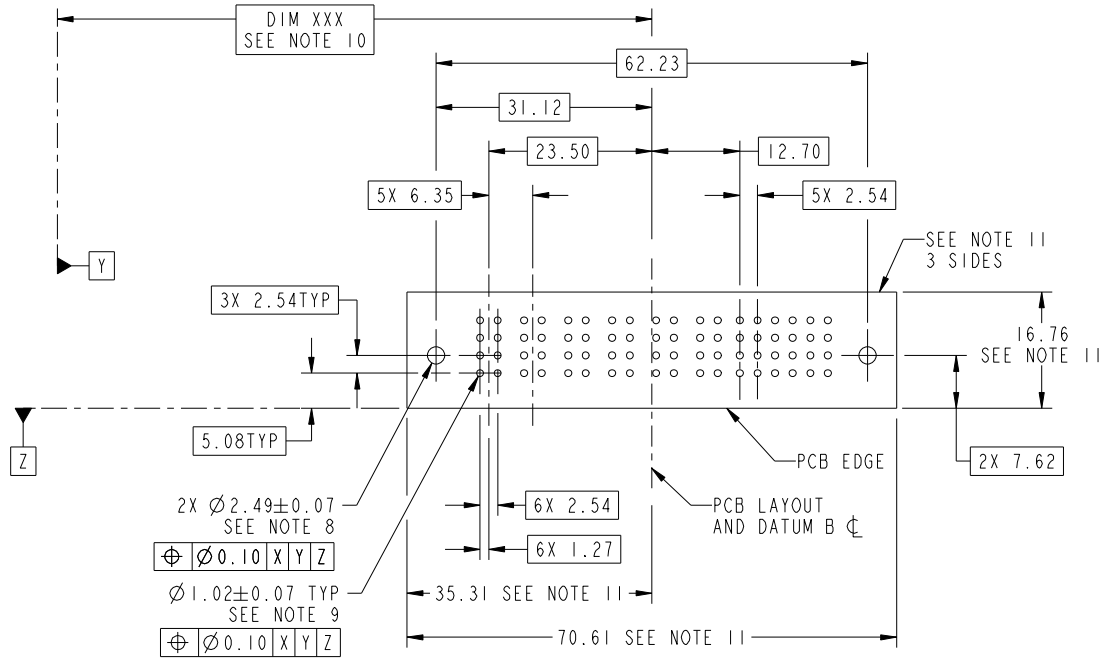 DIM XXX
SEE NOTE 10
62.23
31.12
23.50
12.70
5X 6.35
5X 2.54
Y
SEE NOTE 11
3 SIDES
3X 2.54TYP
16.76
SEE NOTE 11
5.08TYP
Z
PCB EDGE
2X 7.62
2X Ø2.49±0.07
SEE NOTE 8
⌖ Ø0.10 X Y Z
6X 2.54
PCB LAYOUT
AND DATUM B ℄
6X 1.27
Ø1.02±0.07 TYP
SEE NOTE 9
⌖ Ø0.10 X Y Z
35.31 SEE NOTE 11
70.61 SEE NOTE 11